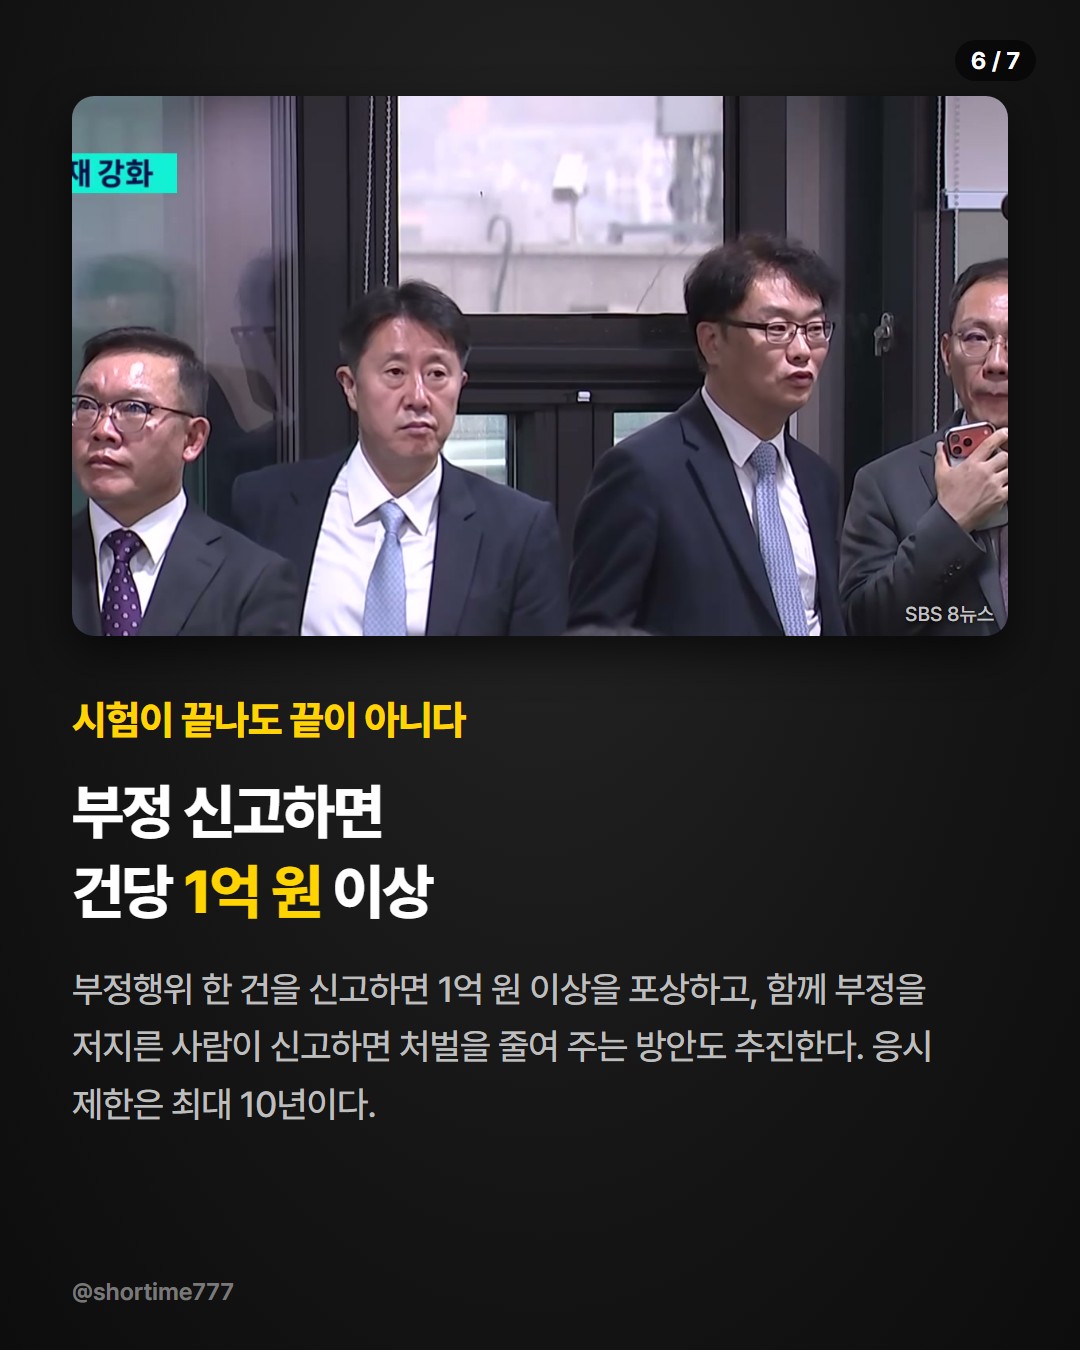 6 / 7
재 강화
SBS 8뉴스
시험이 끝나도 끝이 아니다
부정 신고하면
건당 1억 원 이상
부정행위 한 건을 신고하면 1억 원 이상을 포상하고, 함께 부정을
저지른 사람이 신고하면 처벌을 줄여 주는 방안도 추진한다. 응시
제한은 최대 10년이다.
@shortime777